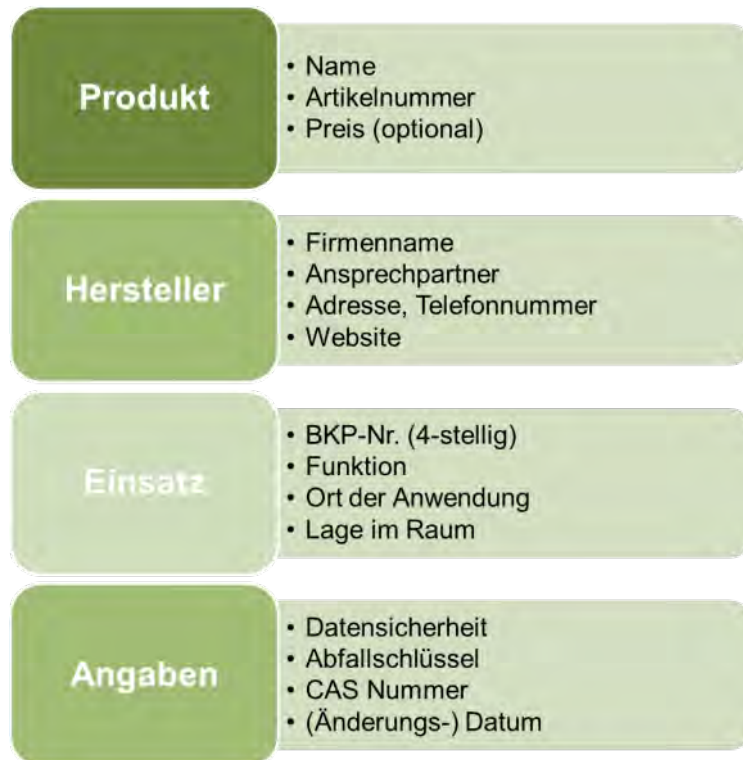 Produkt
• Name
• Artikelnummer
• Preis (optional)
Hersteller
• Firmenname
• Ansprechpartner
• Adresse, Telefonnummer
• Website
Einsatz
• BKP-Nr. (4-stellig)
• Funktion
• Ort der Anwendung
• Lage im Raum
Angaben
• Datensicherheit
• Abfallschlüssel
• CAS Nummer
• (Änderungs-) Datum